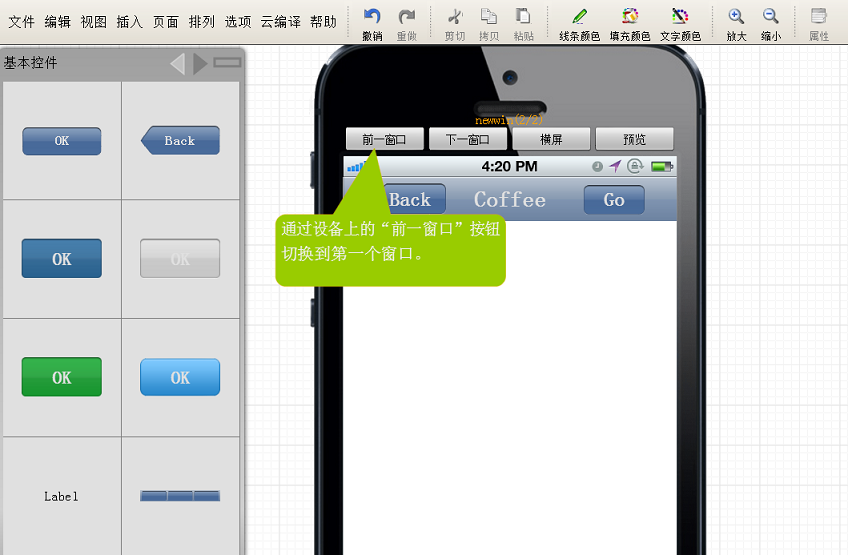 文件 编辑 视图 插入 页面 排列 选项 云编译 帮助
撤销 重做 剪切 拷贝 粘贴 线条颜色 填充颜色 文字颜色 放大 缩小 属性
基本控件
OK Back
OK OK
OK OK
Label
newwin(2/2)
前一窗口 下一窗口 横屏 预览
4:20 PM
Back Coffee Go
通过设备上的“前一窗口”按钮
切换到第一个窗口。